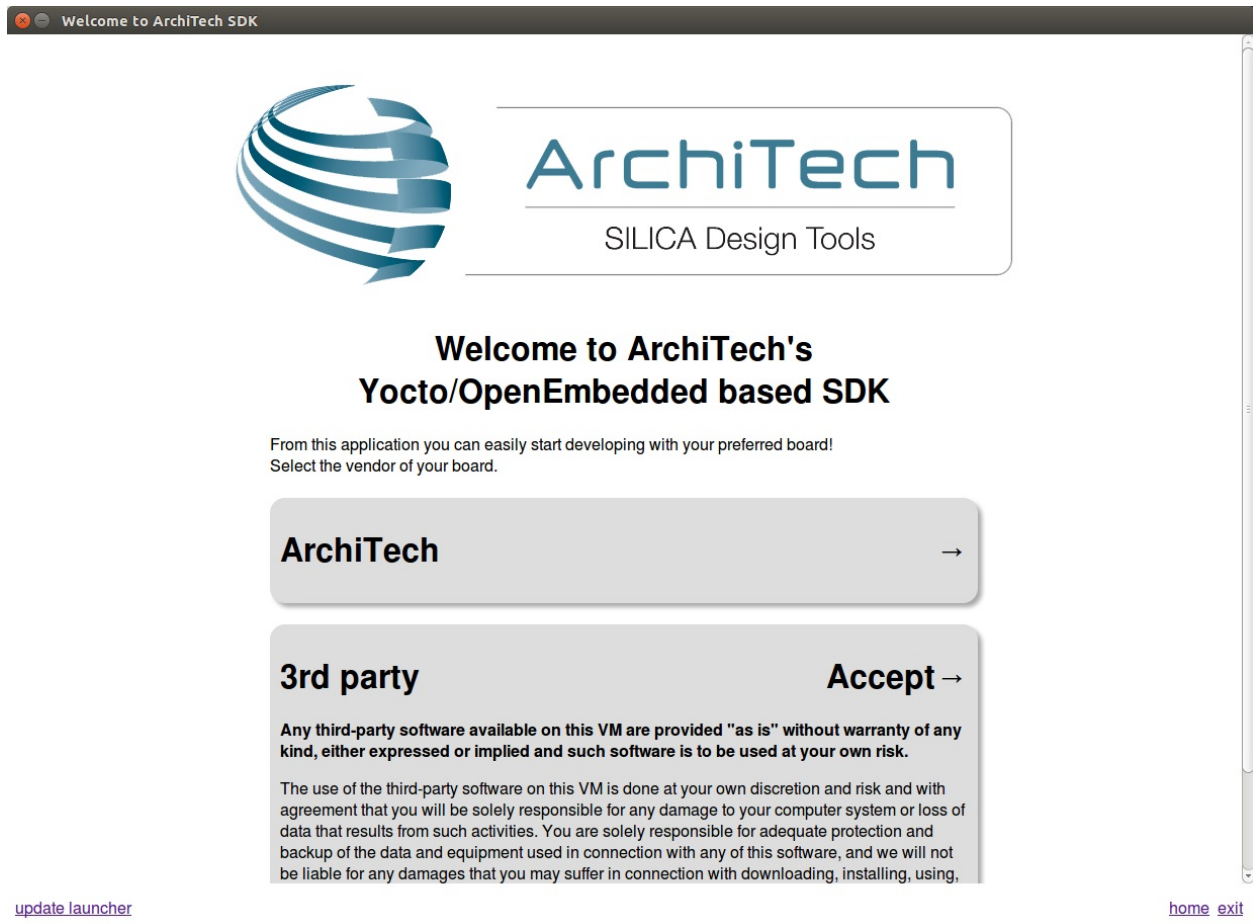 Welcome to ArchiTech SDK
ArchiTech
SILICA Design Tools
Welcome to ArchiTech's
Yocto/OpenEmbedded based SDK
From this application you can easily start developing with your preferred board!
Select the vendor of your board.
ArchiTech →
3rd party Accept→
Any third-party software available on this VM are provided "as is" without warranty of any
kind, either expressed or implied and such software is to be used at your own risk.
The use of the third-party software on this VM is done at your own discretion and risk and with
agreement that you will be solely responsible for any damage to your computer system or loss of
data that results from such activities. You are solely responsible for adequate protection and
backup of the data and equipment used in connection with any of this software, and we will not
be liable for any damages that you may suffer in connection with downloading, installing, using,
update launcher home exit